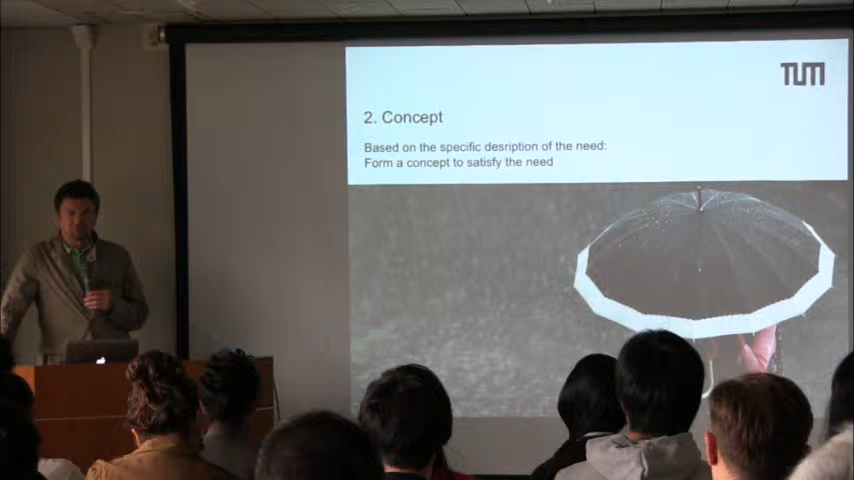 TUM
2. Concept
Based on the specific desription of the need:
Form a concept to satisfy the need